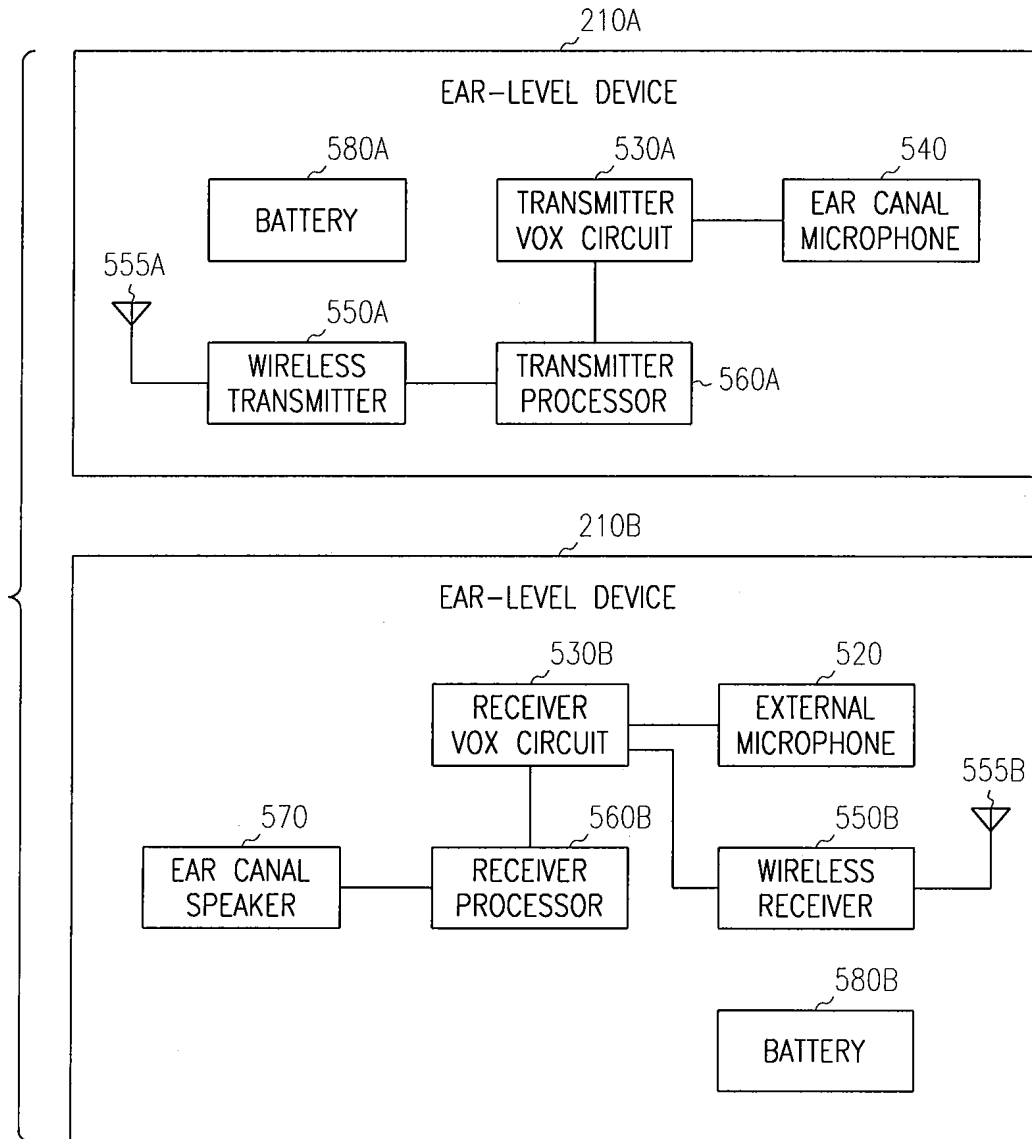 210A
EAR-LEVEL DEVICE
580A
530A
540
BATTERY
TRANSMITTER
VOX CIRCUIT
EAR CANAL
MICROPHONE
555A
550A
WIRELESS
TRANSMITTER
TRANSMITTER
PROCESSOR
560A
210B
EAR-LEVEL DEVICE
530B
520
RECEIVER
VOX CIRCUIT
EXTERNAL
MICROPHONE
555B
570
560B
550B
EAR CANAL
SPEAKER
RECEIVER
PROCESSOR
WIRELESS
RECEIVER
580B
BATTERY